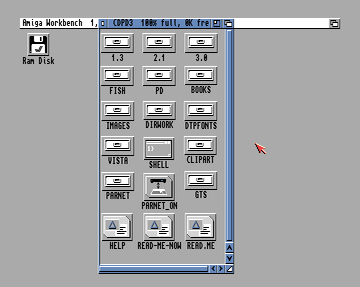 Amiga Workbench 1,
CDPD3 100% full, 0K fre
Ram Disk
1.3 2.1 3.0
FISH PD BOOKS
IMAGES DIRWORK DTPFONTS
VISTA SHELL CLIPART
PARNET PARNET_ON GTS
HELP READ-ME-NOW READ.ME